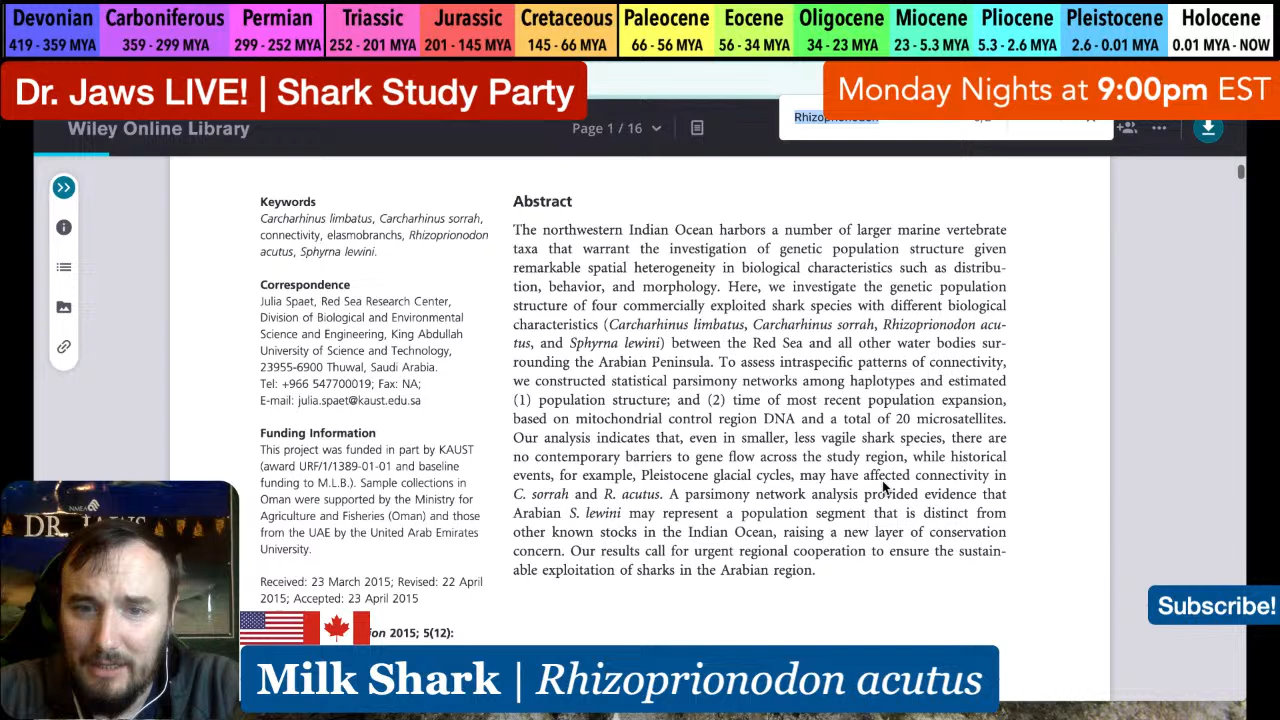 Devonian Carboniferous Permian Triassic Jurassic Cretaceous Paleocene Eocene Oligocene Miocene Pliocene Pleistocene Holocene
419 - 359 MYA 359 - 299 MYA 299 - 252 MYA 252 - 201 MYA 201 - 145 MYA 145 - 66 MYA 66 - 56 MYA 56 - 34 MYA 34 - 23 MYA 23 - 5.3 MYA 5.3 - 2.6 MYA 2.6 - 0.01 MYA 0.01 MYA - NOW
Dr. Jaws LIVE! | Shark Study Party
Monday Nights at 9:00pm EST
Rhizoprionodon
Wiley Online Library
Page 1 / 16
Keywords
Carcharhinus limbatus, Carcharhinus sorrah,
connectivity, elasmobranchs, Rhizoprionodon
acutus, Sphyrna lewini.
Correspondence
Julia Spaet, Red Sea Research Center,
Division of Biological and Environmental
Science and Engineering, King Abdullah
University of Science and Technology,
23955-6900 Thuwal, Saudi Arabia.
Tel: +966 547700019; Fax: NA;
E-mail: julia.spaet@kaust.edu.sa
Funding Information
This project was funded in part by KAUST
(award URF/1/1389-01-01 and baseline
funding to M.L.B.). Sample collections in
Oman were supported by the Ministry for
Agriculture and Fisheries (Oman) and those
from the UAE by the United Arab Emirates
University.
Received: 23 March 2015; Revised: 22 April
2015; Accepted: 23 April 2015
ion 2015; 5(12):
Abstract
The northwestern Indian Ocean harbors a number of larger marine vertebrate
taxa that warrant the investigation of genetic population structure given
remarkable spatial heterogeneity in biological characteristics such as distribu-
tion, behavior, and morphology. Here, we investigate the genetic population
structure of four commercially exploited shark species with different biological
characteristics (Carcharhinus limbatus, Carcharhinus sorrah, Rhizoprionodon acu-
tus, and Sphyrna lewini) between the Red Sea and all other water bodies sur-
rounding the Arabian Peninsula. To assess intraspecific patterns of connectivity,
we constructed statistical parsimony networks among haplotypes and estimated
(1) population structure; and (2) time of most recent population expansion,
based on mitochondrial control region DNA and a total of 20 microsatellites.
Our analysis indicates that, even in smaller, less vagile shark species, there are
no contemporary barriers to gene flow across the study region, while historical
events, for example, Pleistocene glacial cycles, may have affected connectivity in
C. sorrah and R. acutus. A parsimony network analysis provided evidence that
Arabian S. lewini may represent a population segment that is distinct from
other known stocks in the Indian Ocean, raising a new layer of conservation
concern. Our results call for urgent regional cooperation to ensure the sustain-
able exploitation of sharks in the Arabian region.
DR. JAWS
Subscribe!
Milk Shark | Rhizoprionodon acutus